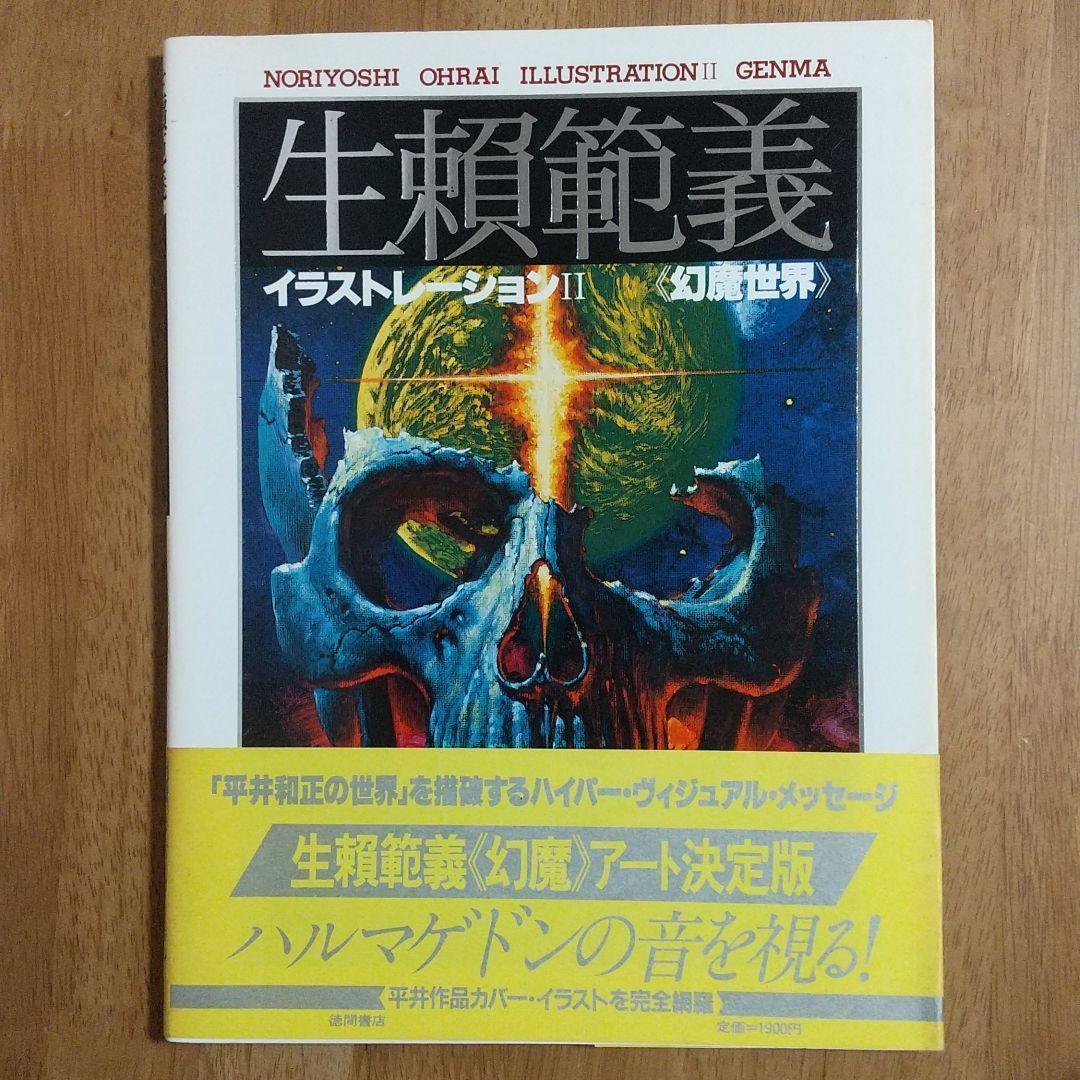 NORIYOSHI OHRAI ILLUSTRATION II GENMA
生賴範義
イラストレーションII 《幻魔世界》
「平井和正の世界」を描破するハイパー・ヴィジュアル・メッセージ
生賴範義《幻魔》アート決定版
ハルマゲドンの音を視る!
平井作品カバー・イラストを完全網羅
徳間書店 定価=1900円